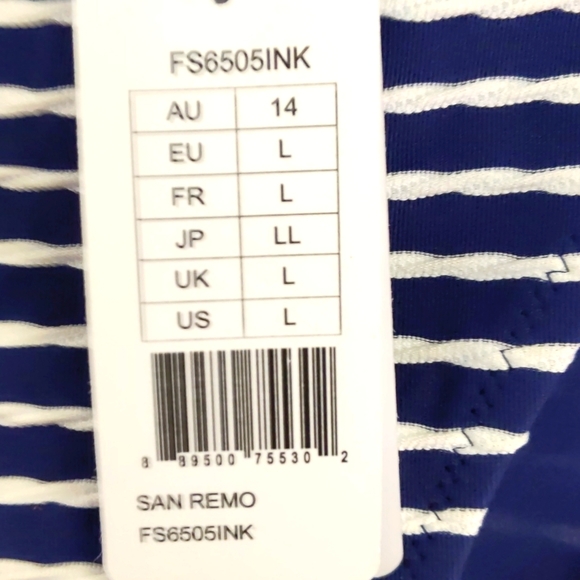 FS6505INK
AU 14
EU L
FR L
JP LL
UK L
US L
8 89500 75530 2
SAN REMO
FS6505INK